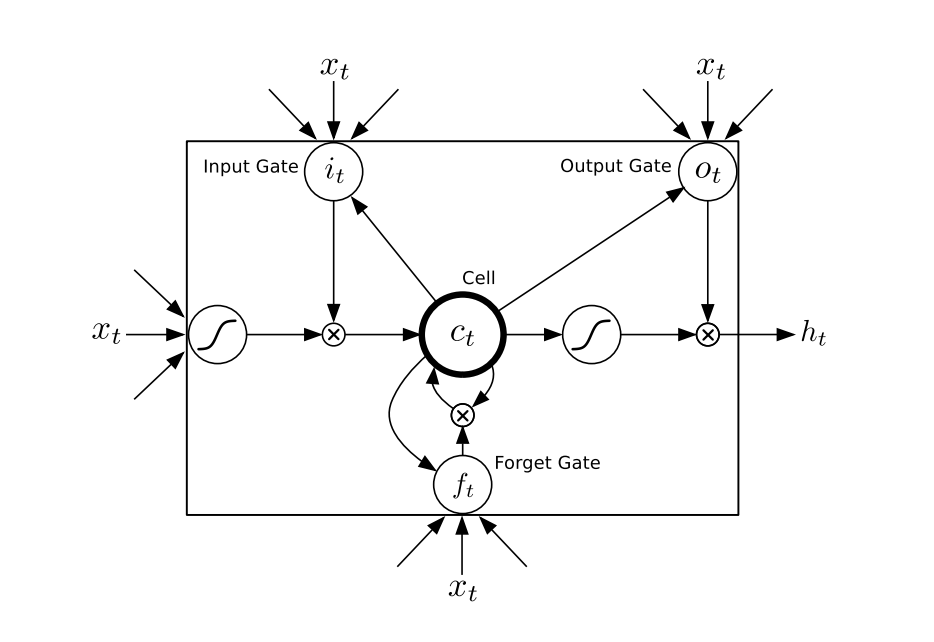 x_t x_t
Input Gate i_t Output Gate o_t
Cell
x_t c_t h_t
Forget Gate
f_t
x_t